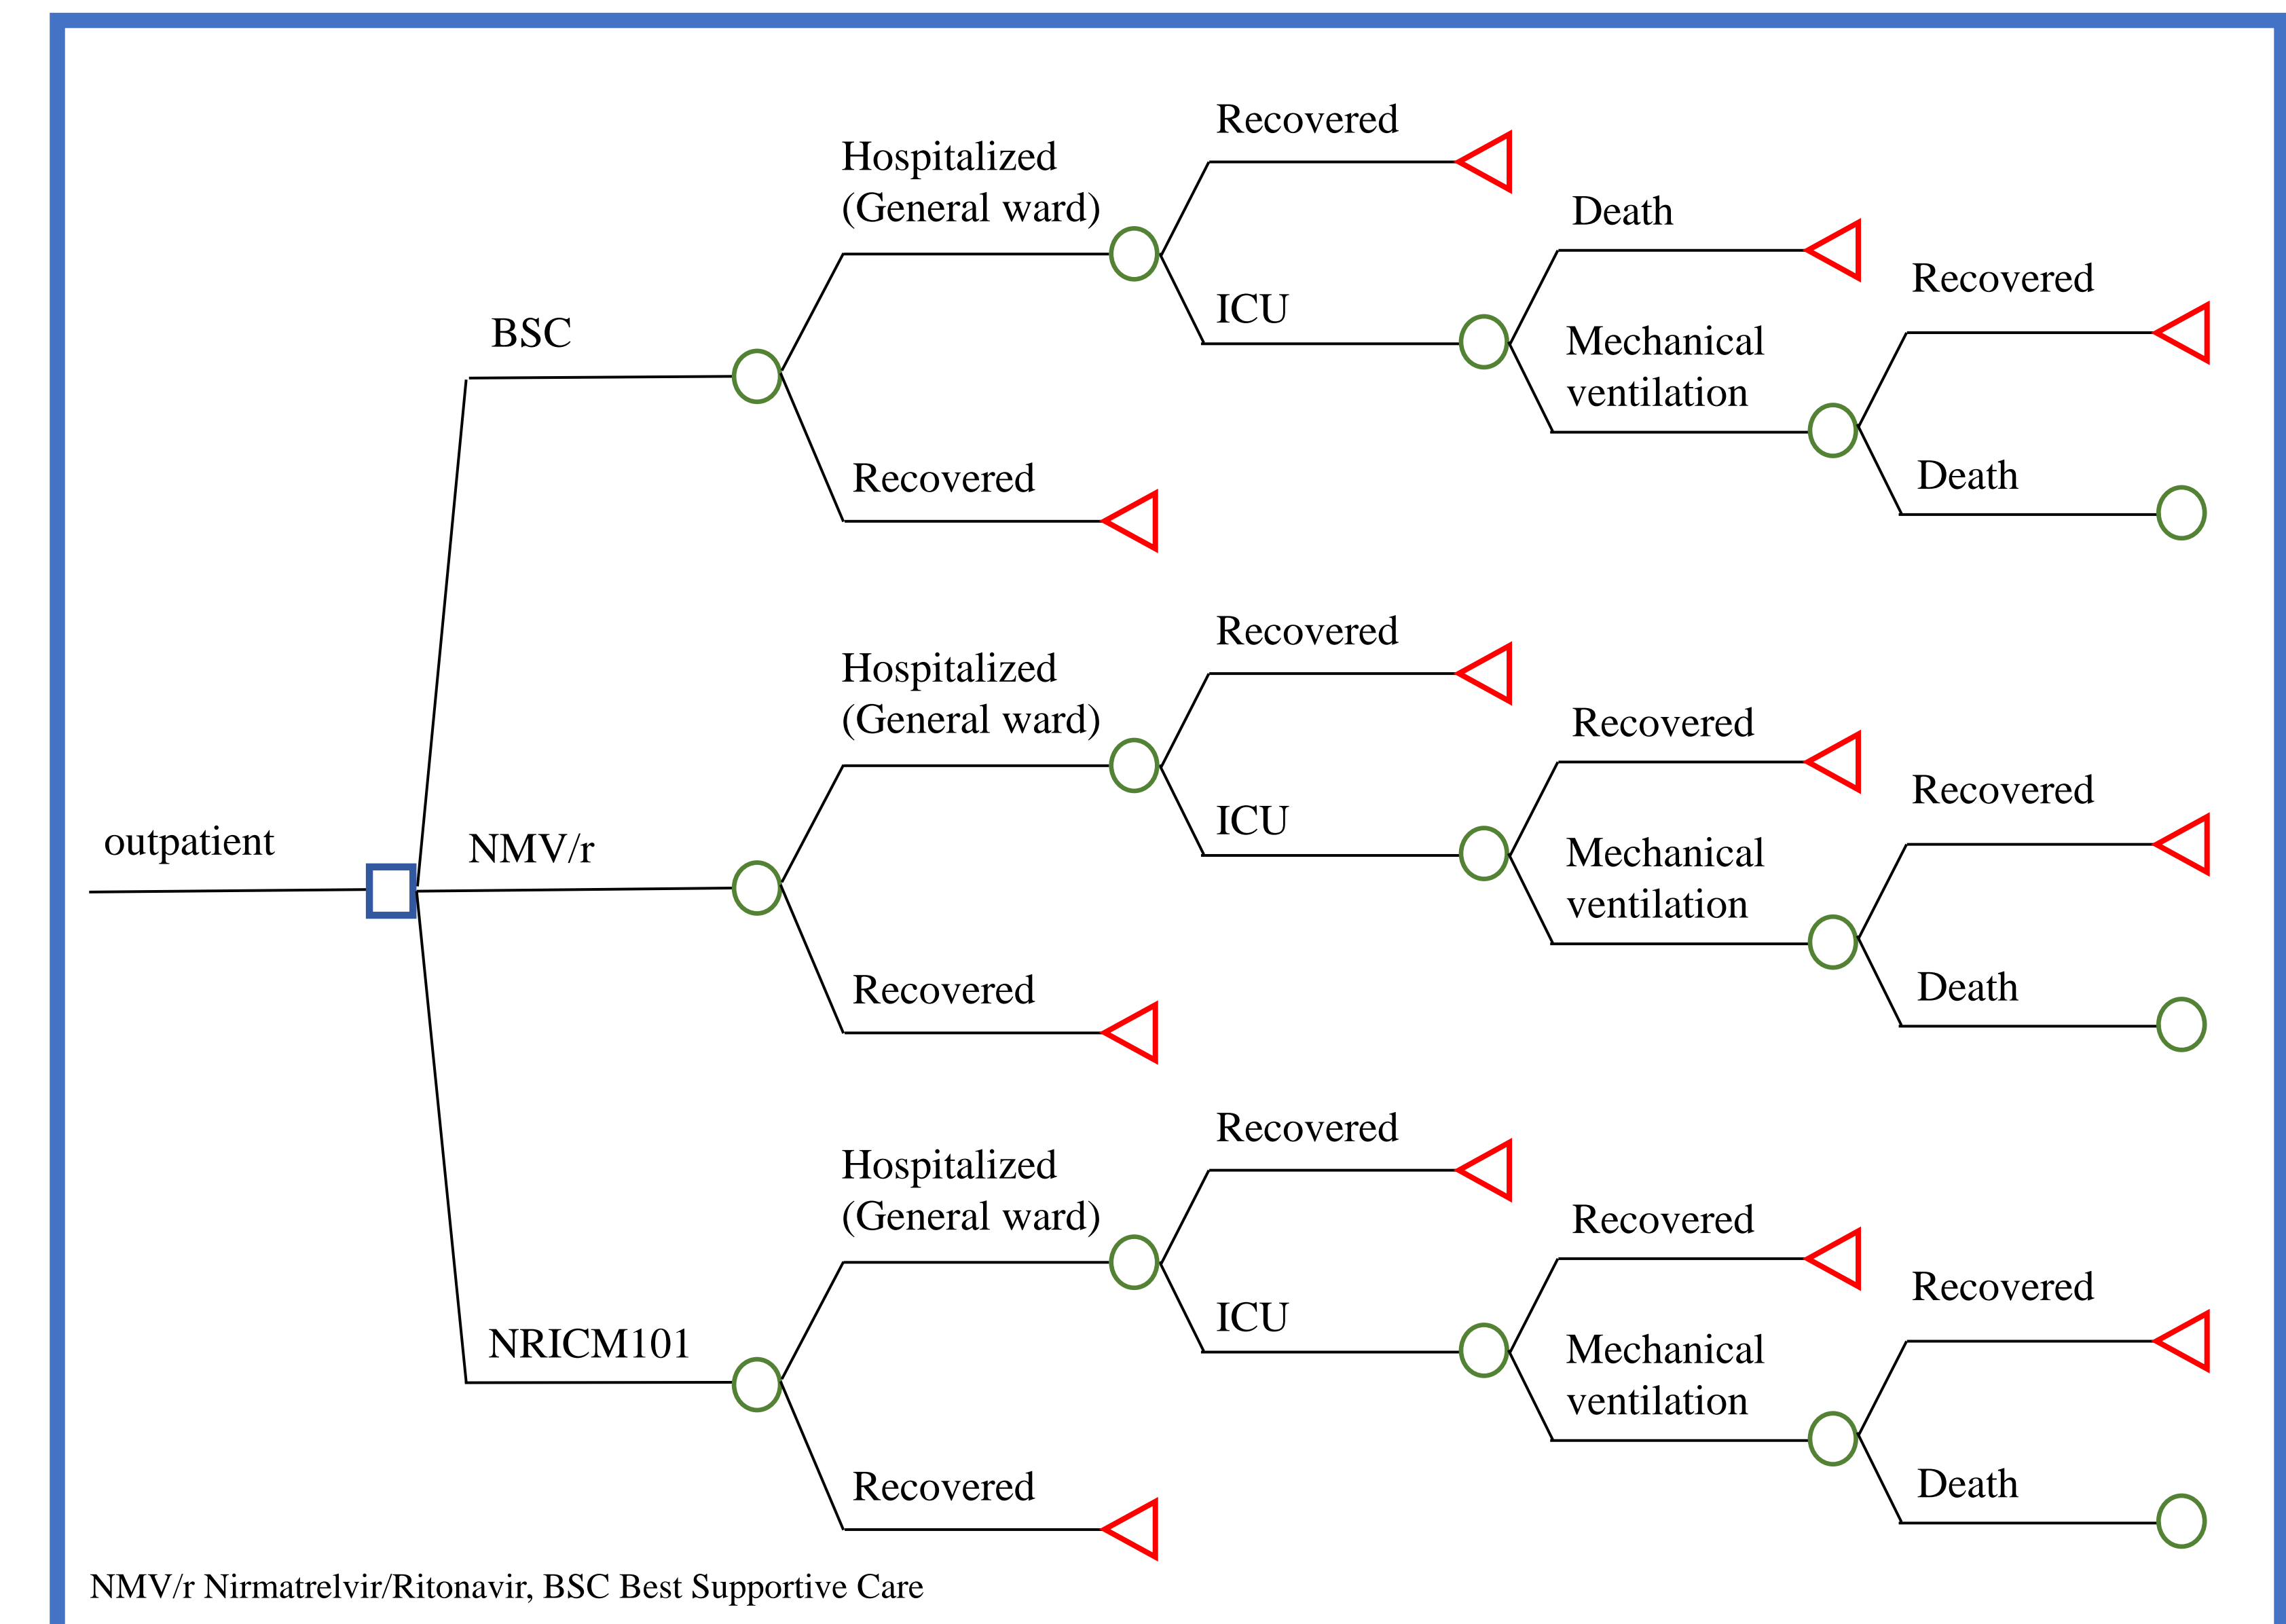 Recovered
Hospitalized
(General ward)
Death
Recovered
ICU
BSC
Mechanical
ventilation
Recovered
Death
Recovered
Hospitalized
(General ward)
Recovered
Recovered
ICU
outpatient
NMV/r
Mechanical
ventilation
Recovered
Death
Recovered
Hospitalized
(General ward)
Recovered
Recovered
ICU
NRICM101
Mechanical
ventilation
Recovered
Death
NMV/r Nirmatrelvir/Ritonavir, BSC Best Supportive Care